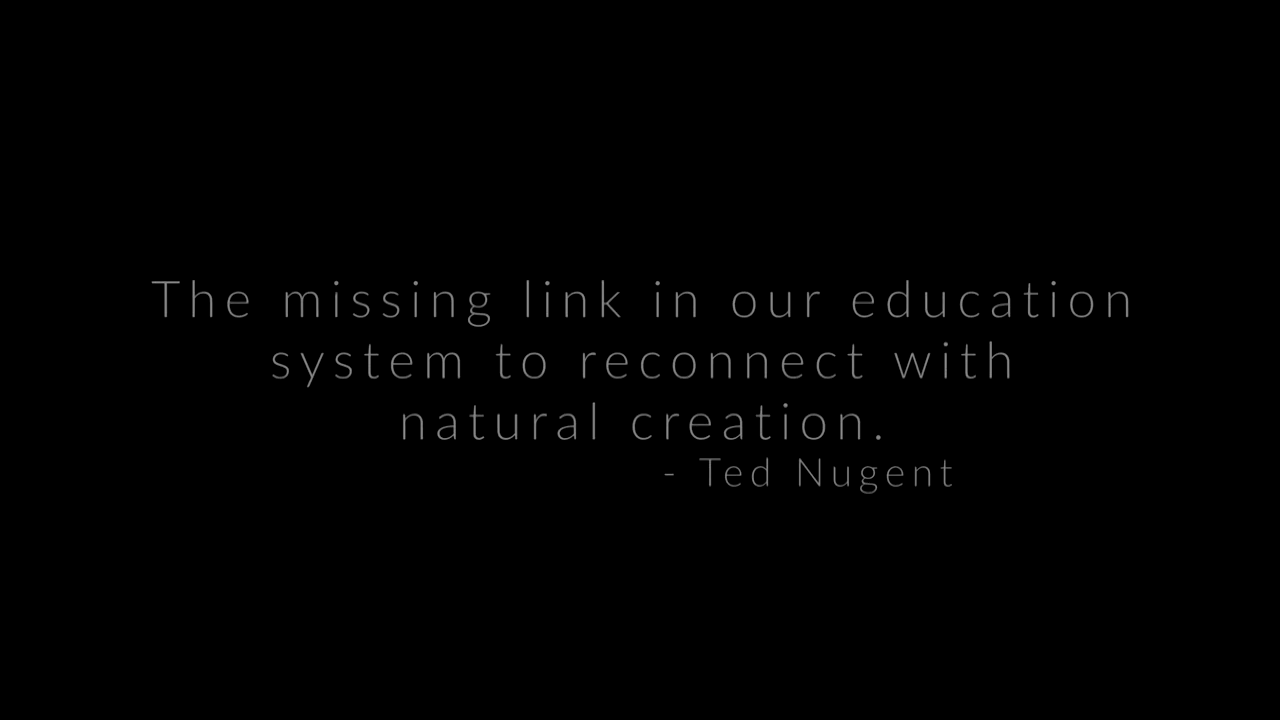 The missing link in our education
system to reconnect with
natural creation.
- Ted Nugent